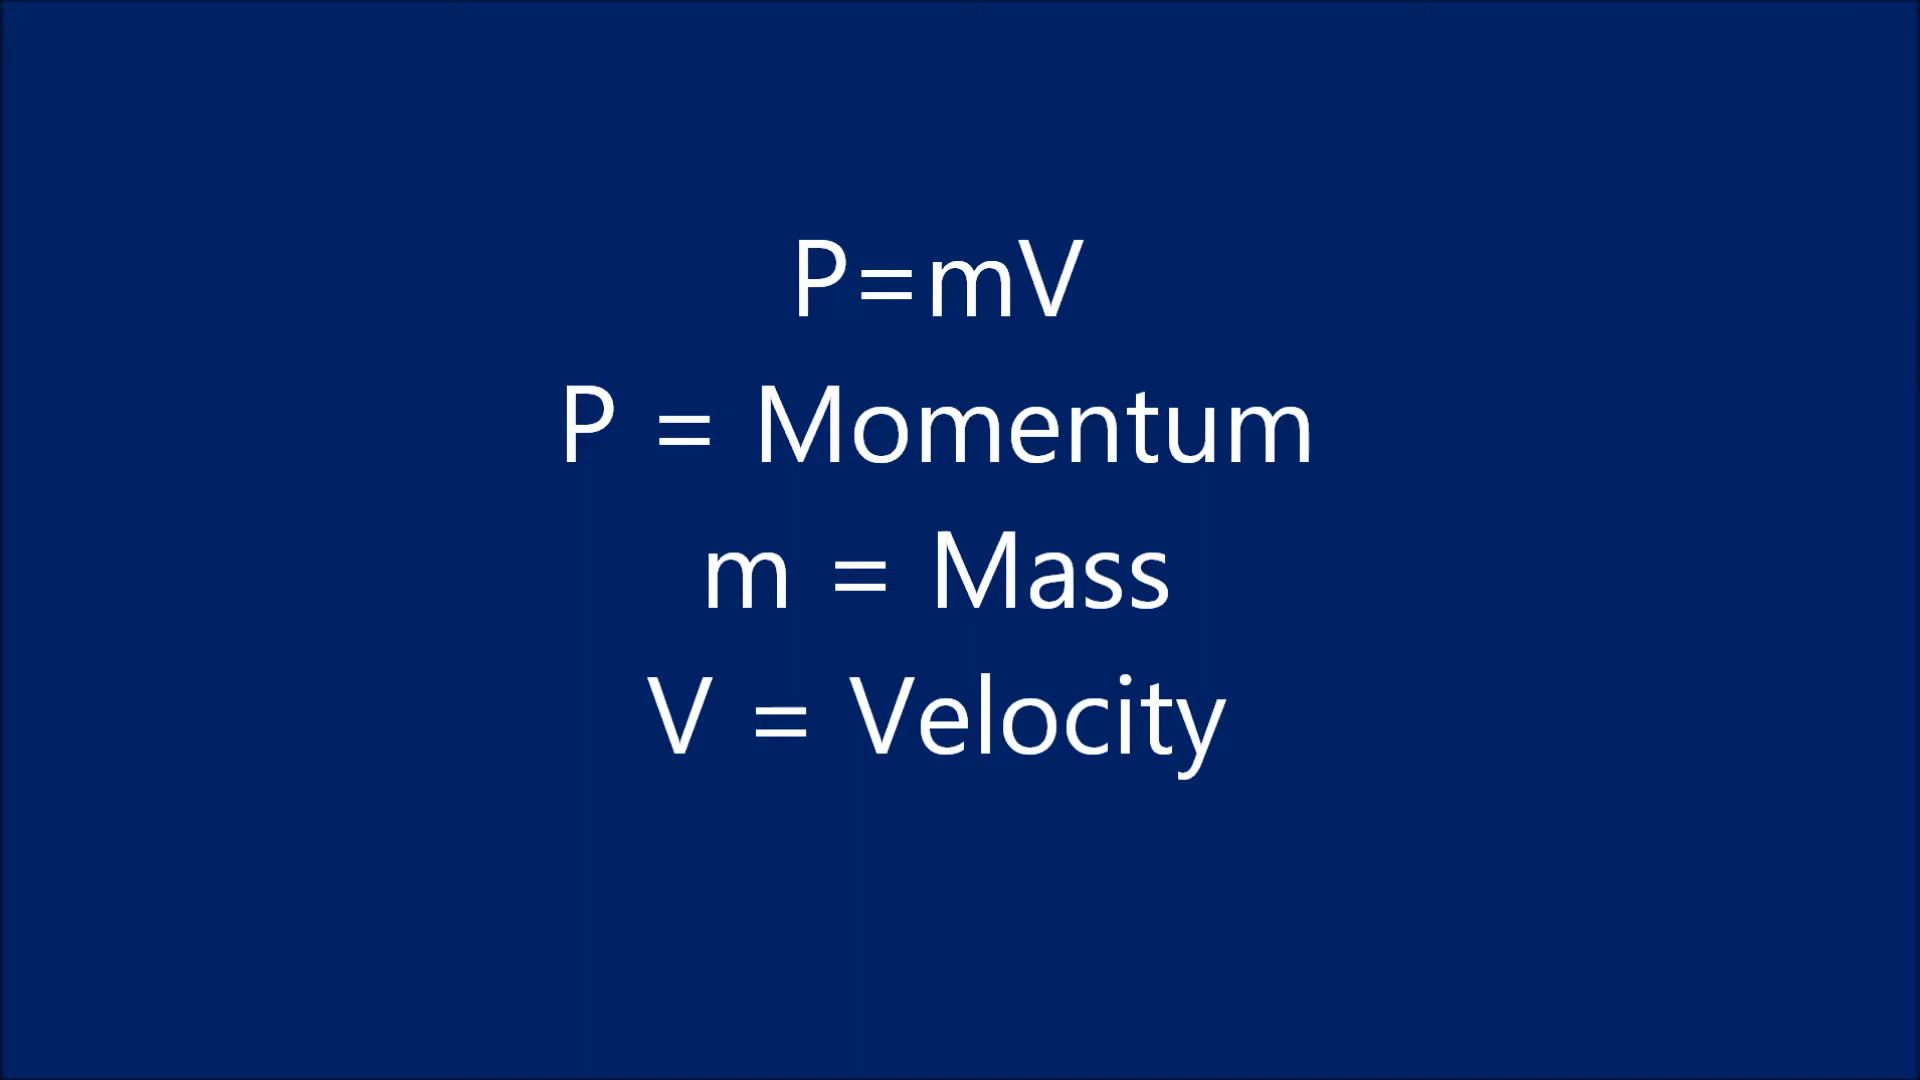 P=mV
P = Momentum
m = Mass
V = Velocity